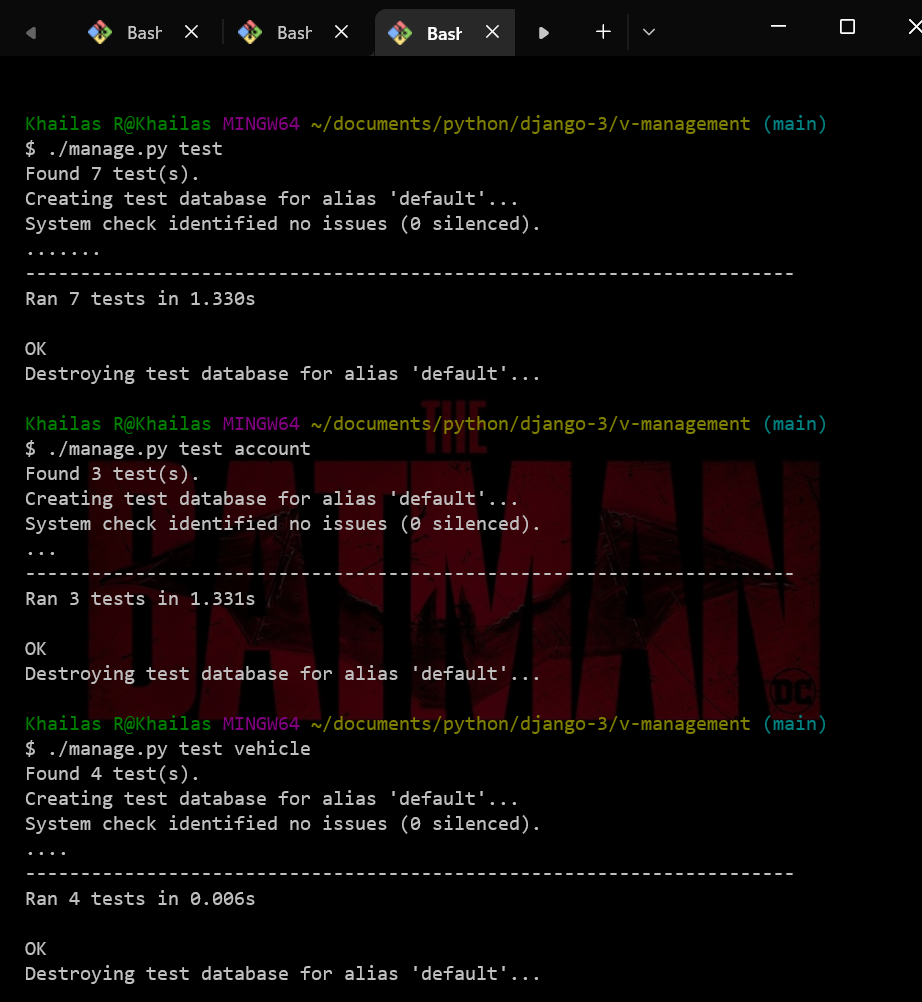 Bash
Bash
Bash
Khailas R@Khailas MINGW64 ~/documents/python/django-3/v-management (main)
$ ./manage.py test
Found 7 test(s).
Creating test database for alias 'default'...
System check identified no issues (0 silenced).
.......
----------------------------------------------------------------------
Ran 7 tests in 1.330s

OK
Destroying test database for alias 'default'...

Khailas R@Khailas MINGW64 ~/documents/python/django-3/v-management (main)
$ ./manage.py test account
Found 3 test(s).
Creating test database for alias 'default'...
System check identified no issues (0 silenced).
...
----------------------------------------------------------------------
Ran 3 tests in 1.331s

OK
Destroying test database for alias 'default'...

Khailas R@Khailas MINGW64 ~/documents/python/django-3/v-management (main)
$ ./manage.py test vehicle
Found 4 test(s).
Creating test database for alias 'default'...
System check identified no issues (0 silenced).
....
----------------------------------------------------------------------
Ran 4 tests in 0.006s

OK
Destroying test database for alias 'default'...
THE
BATMAN
DC